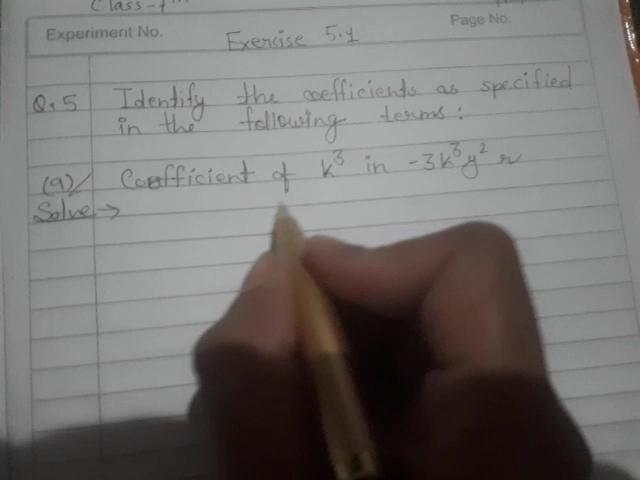 Class-
Experiment No.
Page No.
Exercise 5.1
Q.5 Identify the coefficients as specified
in the following terms:
(a) Coefficient of k³ in -3k³y²
Solve →